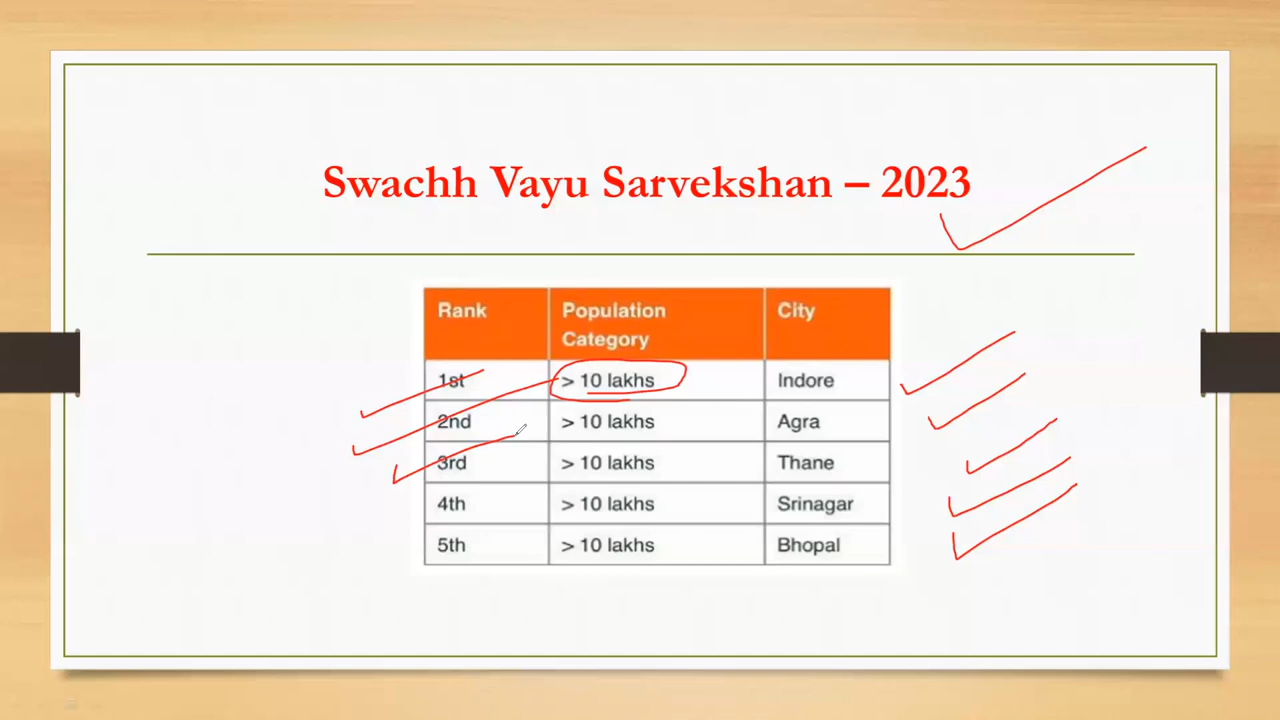 Swachh Vayu Sarvekshan – 2023
Rank Population Category City
1st > 10 lakhs Indore
2nd > 10 lakhs Agra
3rd > 10 lakhs Thane
4th > 10 lakhs Srinagar
5th > 10 lakhs Bhopal